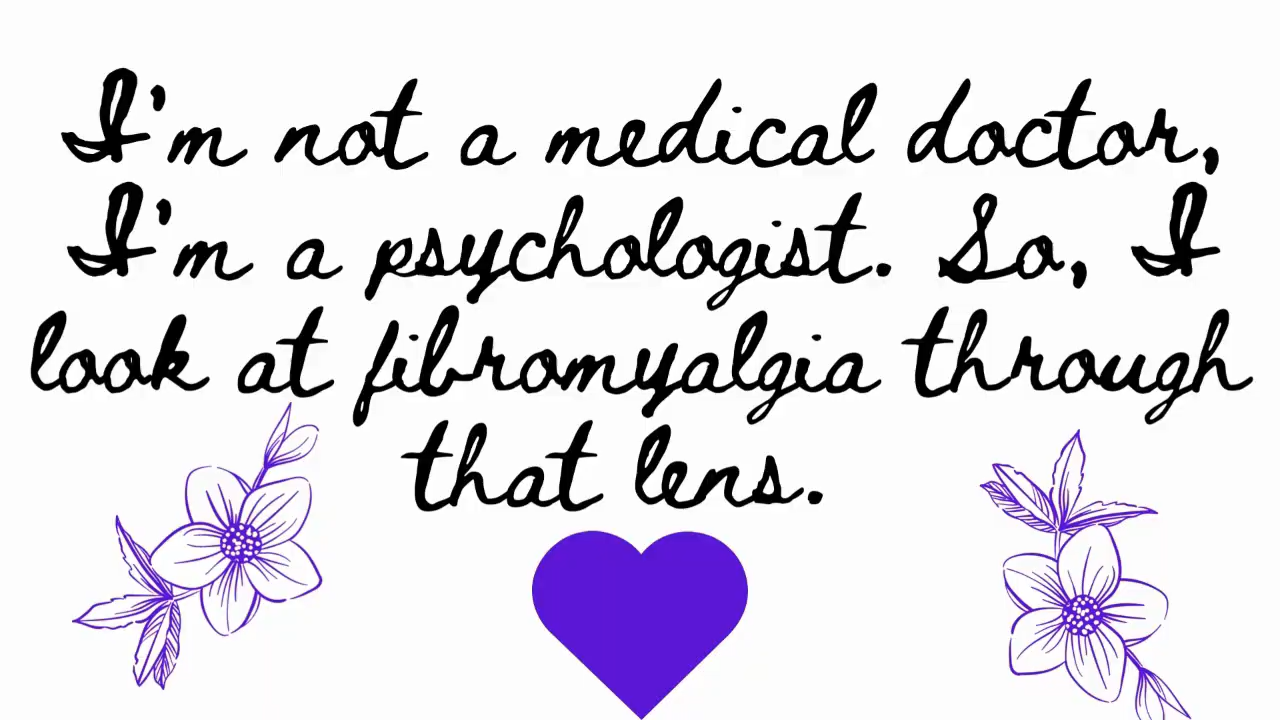 I'm not a medical doctor,
I'm a psychologist. So, I
look at fibromyalgia through
that lens.